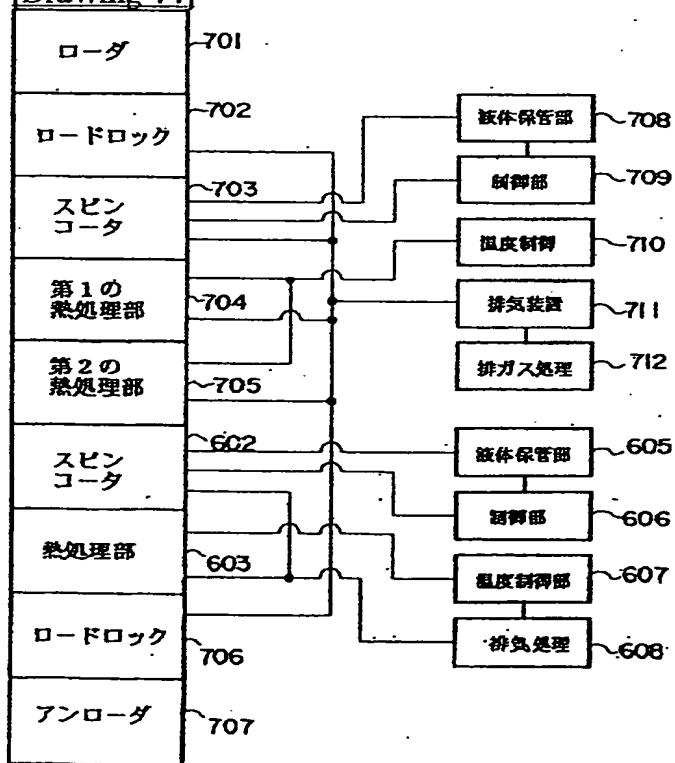 ローダ
701
ロードロック
702
スピン
コータ
703
第1の
熱処理部
704
第2の
熱処理部
705
スピン
コータ
602
熱処理部
603
ロードロック
706
アンローダ
707
液体保管部
708
制御部
709
温度制御
710
排気装置
711
排ガス処理
712
液体保管部
605
制御部
606
温度制御部
607
排気処理
608